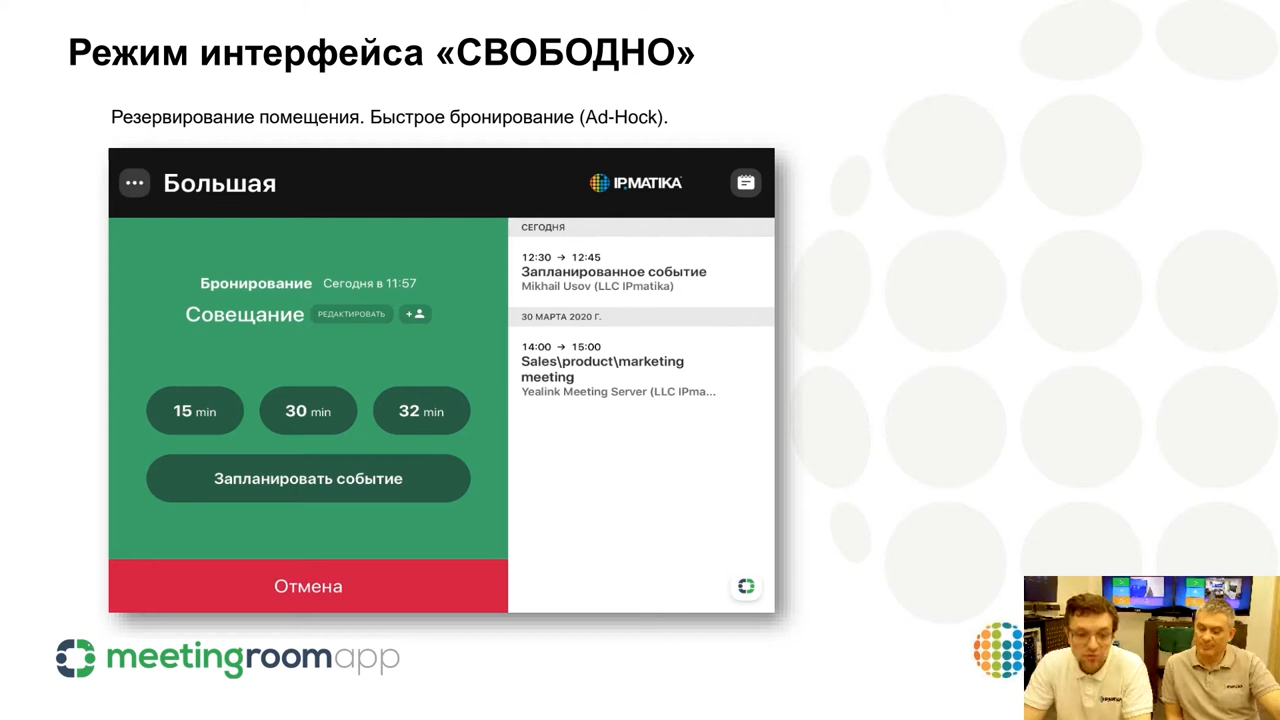 Режим интерфейса «СВОБОДНО»
Резервирование помещения. Быстрое бронирование (Ad-Hock).
Большая
IPMATIKA
СЕГОДНЯ
12:30 → 12:45
Запланированное событие
Mikhail Usov (LLC IPmatika)
30 МАРТА 2020 Г.
14:00 → 15:00
Sales\product\marketing
meeting
Yealink Meeting Server (LLC IPma...
Бронирование Сегодня в 11:57
Совещание РЕДАКТИРОВАТЬ
15 min 30 min 32 min
Запланировать событие
Отмена
meetingroomapp